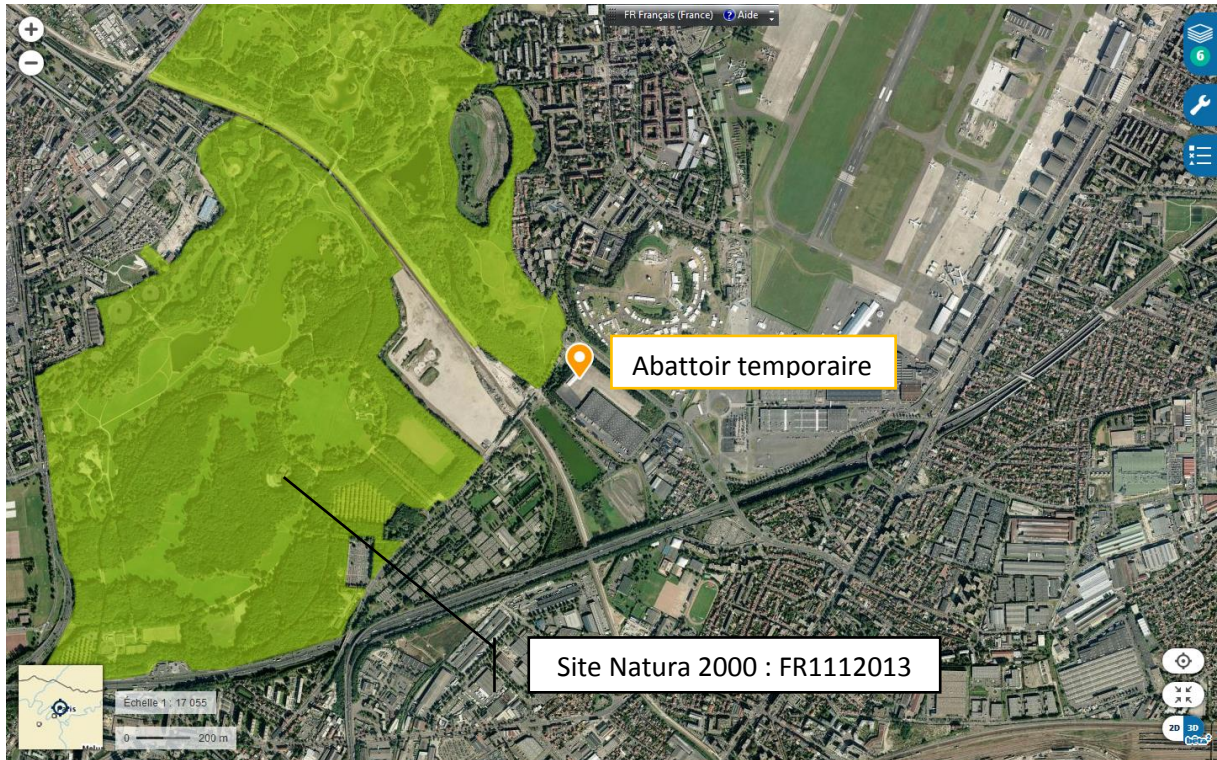 FR Français (France) ? Aide
6
Abattoir temporaire
Site Natura 2000 : FR1112013
Échelle 1 : 17 055
0 200 m
2D 3D
bêta